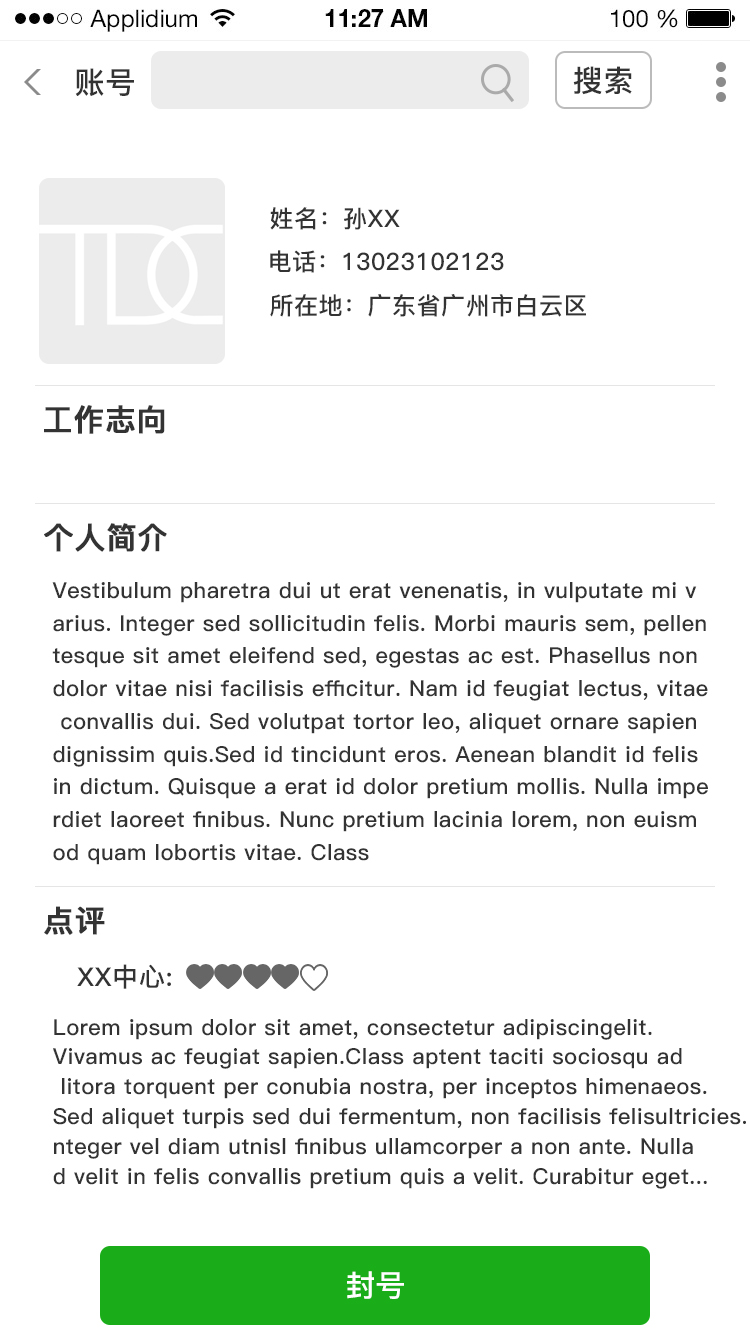 Applidium 11:27 AM 100 %
账号 搜索
TDC
姓名：孙XX
电话：13023102123
所在地：广东省广州市白云区
工作志向
个人简介
Vestibulum pharetra dui ut erat venenatis, in vulputate mi v
arius. Integer sed sollicitudin felis. Morbi mauris sem, pellen
tesque sit amet eleifend sed, egestas ac est. Phasellus non
dolor vitae nisi facilisis efficitur. Nam id feugiat lectus, vitae
convallis dui. Sed volutpat tortor leo, aliquet ornare sapien
dignissim quis.Sed id tincidunt eros. Aenean blandit id felis
in dictum. Quisque a erat id dolor pretium mollis. Nulla impe
rdiet laoreet finibus. Nunc pretium lacinia lorem, non euism
od quam lobortis vitae. Class
点评
XX中心:
Lorem ipsum dolor sit amet, consectetur adipiscingelit.
Vivamus ac feugiat sapien.Class aptent taciti sociosqu ad
litora torquent per conubia nostra, per inceptos himenaeos.
Sed aliquet turpis sed dui fermentum, non facilisis felisultricies.
nteger vel diam utnisl finibus ullamcorper a non ante. Nulla
d velit in felis convallis pretium quis a velit. Curabitur eget...
封号